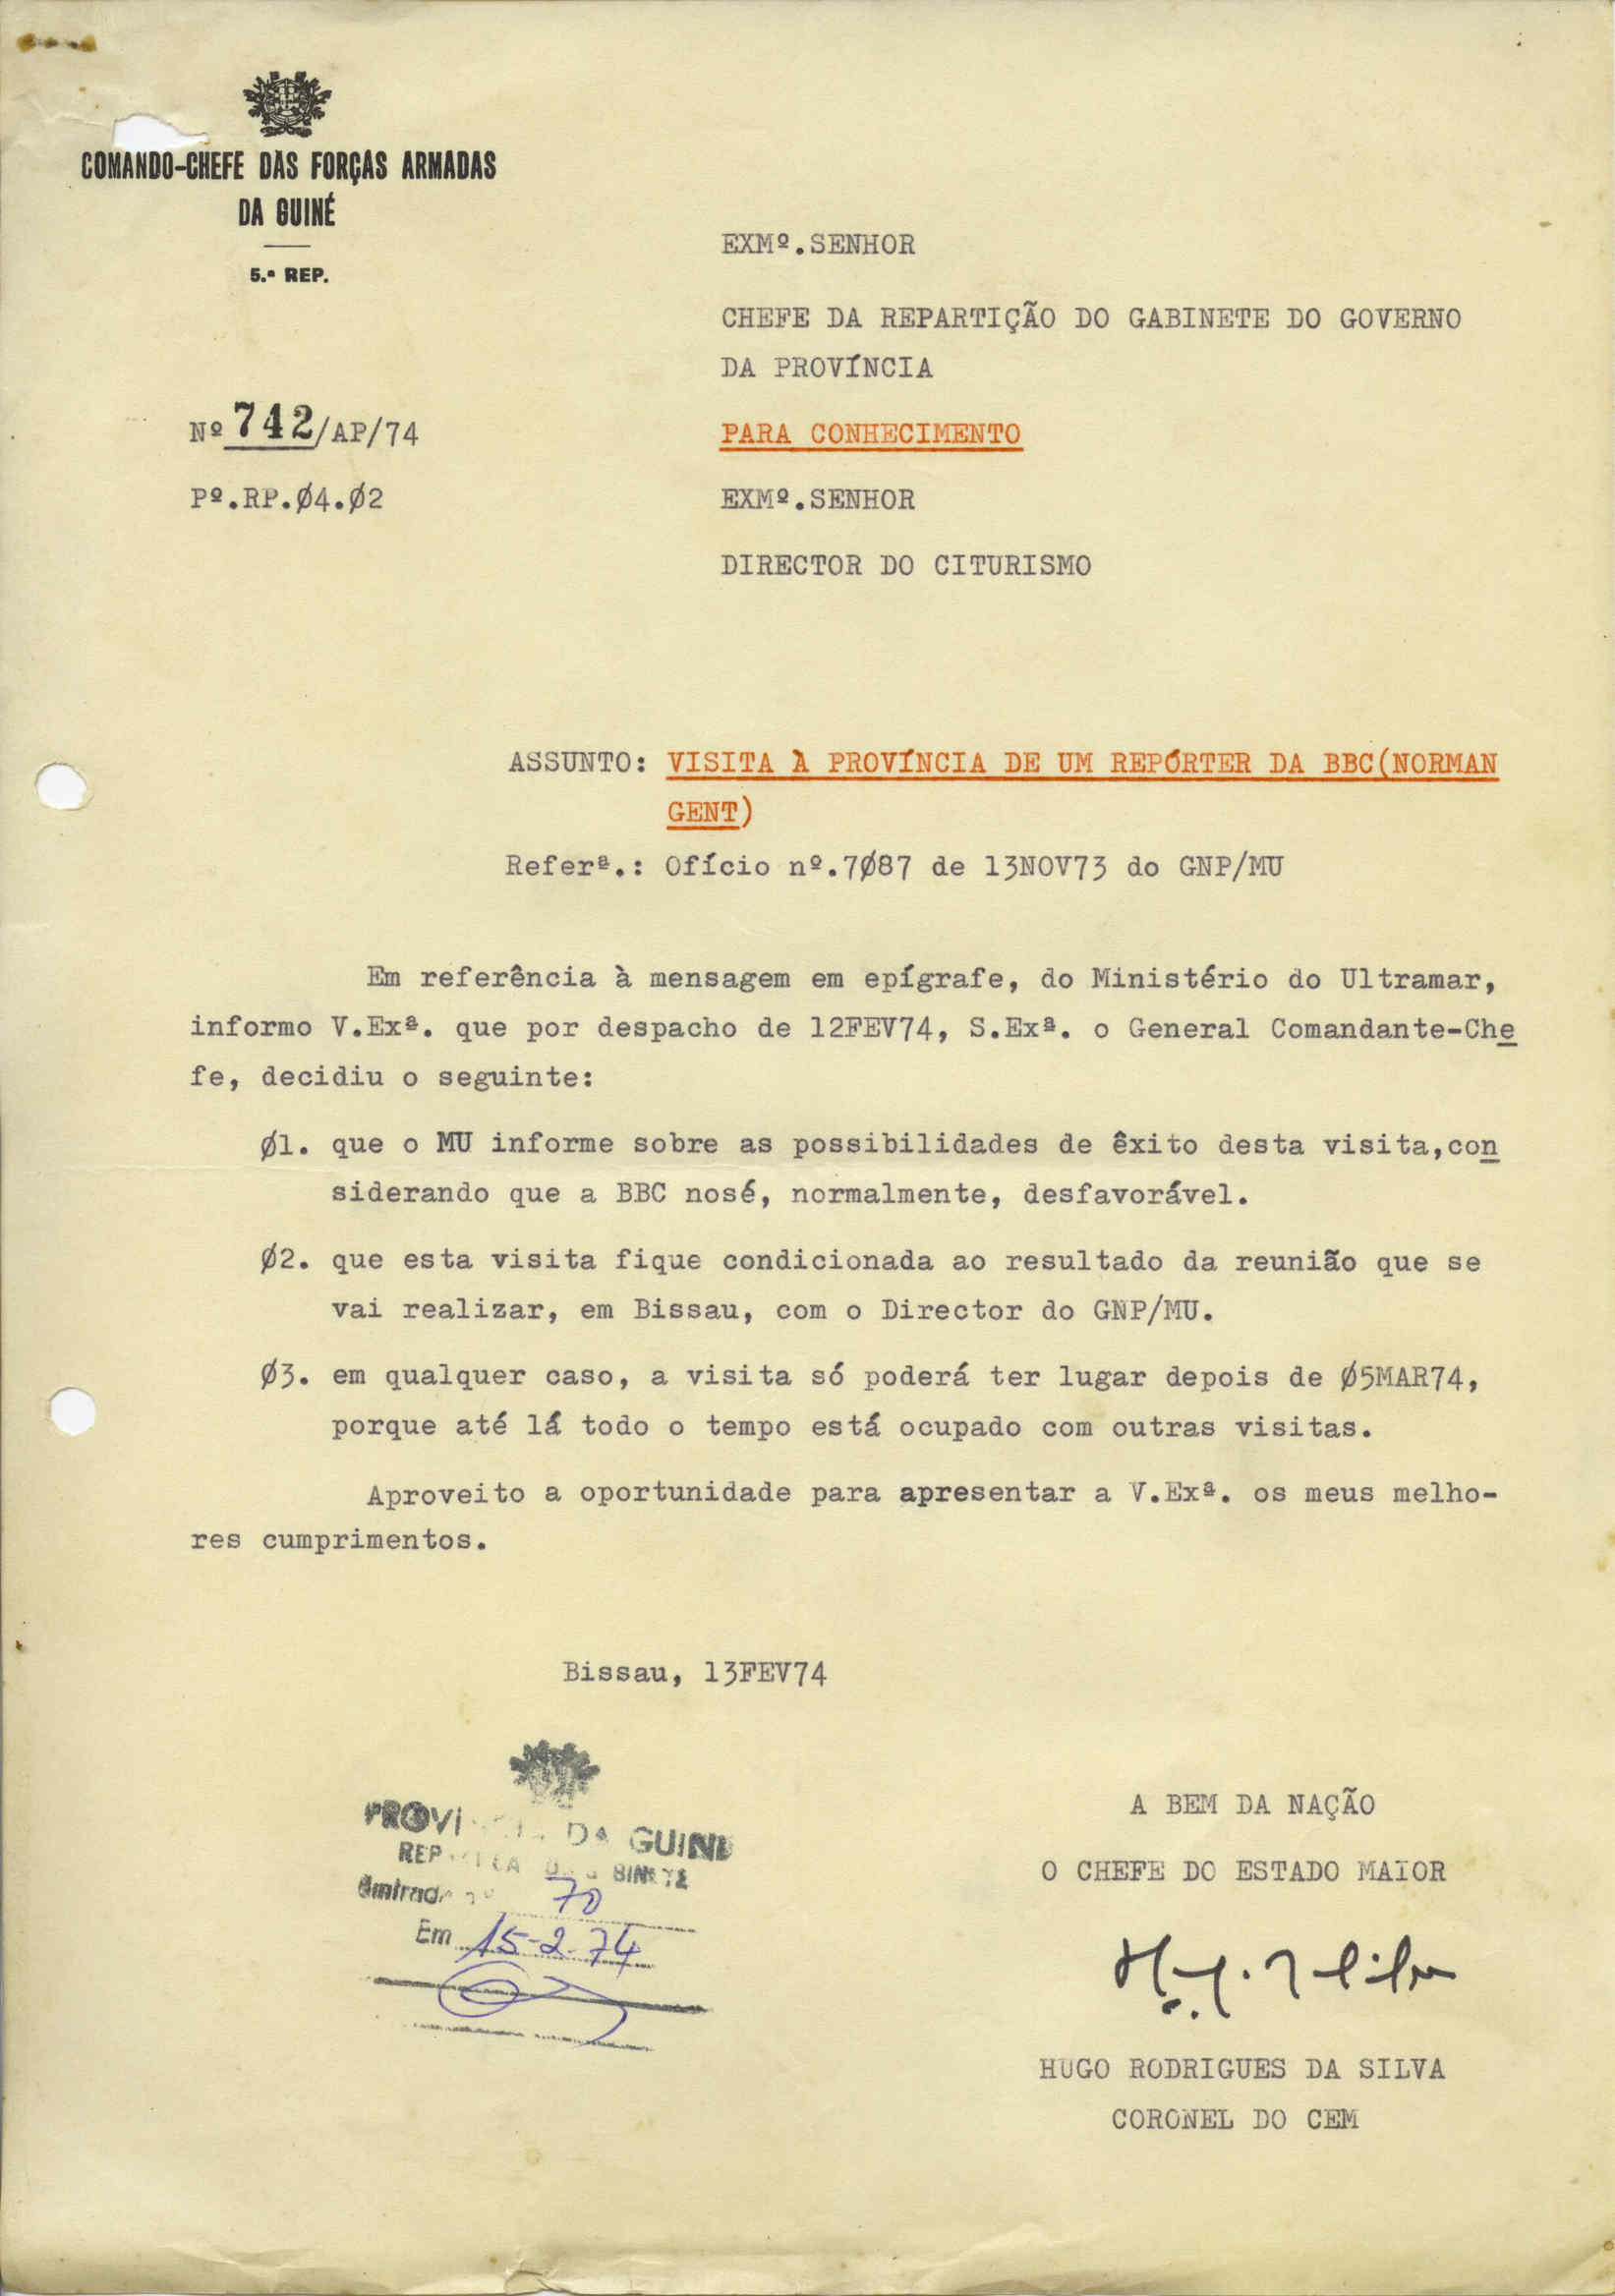 COMANDO-CHEFE DAS FORÇAS ARMADAS
DA GUINÉ
5.ª REP.
EXMº.SENHOR
CHEFE DA REPARTIÇÃO DO GABINETE DO GOVERNO
DA PROVÍNCIA
Nº 742/AP/74
PARA CONHECIMENTO
Pº.RP.Ø4.Ø2
EXMº.SENHOR
DIRECTOR DO CITURISMO
ASSUNTO: VISITA À PROVÍNCIA DE UM REPÓRTER DA BBC(NORMAN
GENT)
Referª.: Ofício nº.7Ø87 de 13NOV73 do GNP/MU
Em referência à mensagem em epígrafe, do Ministério do Ultramar,
informo V.Exª. que por despacho de 12FEV74, S.Exª. o General Comandante-Che
fe, decidiu o seguinte:
Ø1. que o MU informe sobre as possibilidades de êxito desta visita,con
siderando que a BBC nosé, normalmente, desfavorável.
Ø2. que esta visita fique condicionada ao resultado da reunião que se
vai realizar, em Bissau, com o Director do GNP/MU.
Ø3. em qualquer caso, a visita só poderá ter lugar depois de Ø5MAR74,
porque até lá todo o tempo está ocupado com outras visitas.
Aproveito a oportunidade para apresentar a V.Exª. os meus melho-
res cumprimentos.
Bissau, 13FEV74
DA GUINÉ
70
Em 15-2-74
A BEM DA NAÇÃO
O CHEFE DO ESTADO MAIOR
HUGO RODRIGUES DA SILVA
CORONEL DO CEM